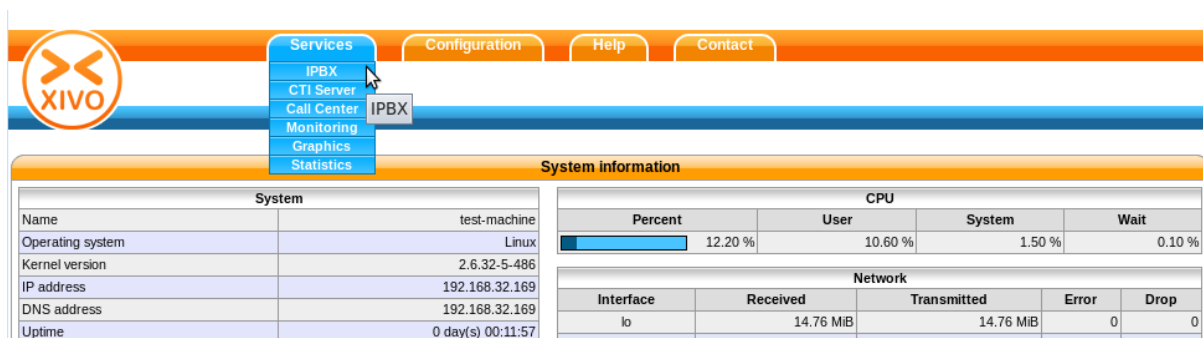 Services Configuration Help Contact
XIVO
IPBX
CTI Server
Call Center
IPBX
Monitoring
Graphics
Statistics
System information
System
Name test-machine
Operating system Linux
Kernel version 2.6.32-5-486
IP address 192.168.32.169
DNS address 192.168.32.169
Uptime 0 day(s) 00:11:57
CPU
Percent User System Wait
12.20 % 10.60 % 1.50 % 0.10 %
Network
Interface Received Transmitted Error Drop
lo 14.76 MiB 14.76 MiB 0 0